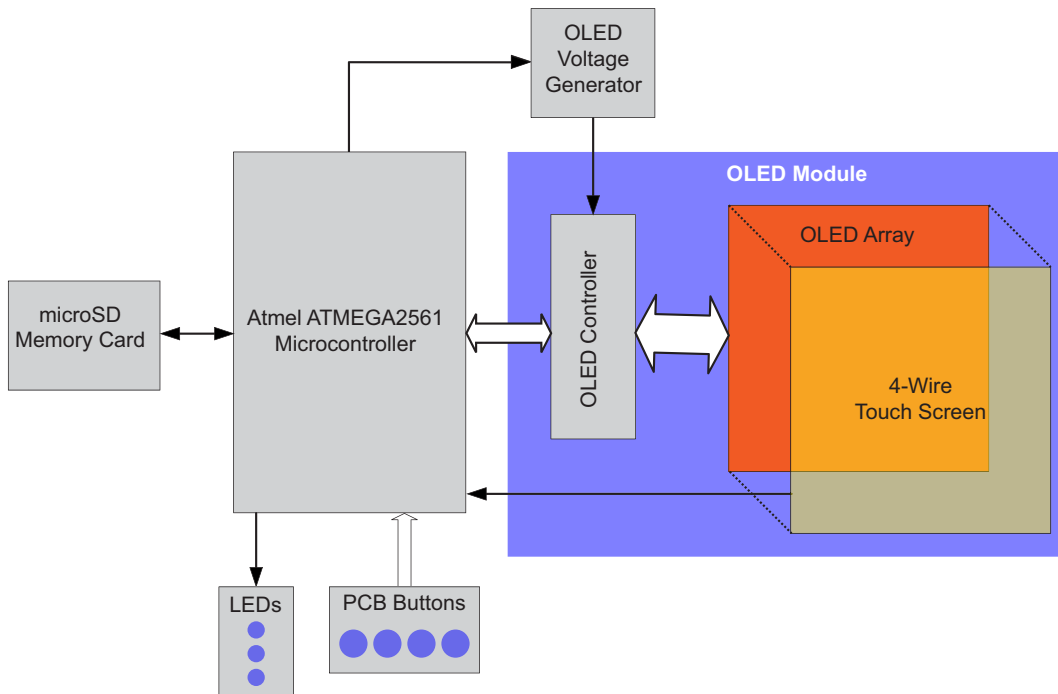 OLED
Voltage
Generator
OLED Module
OLED Array
microSD
Memory Card
Atmel ATMEGA2561
Microcontroller
OLED Controller
4-Wire
Touch Screen
LEDs
PCB Buttons